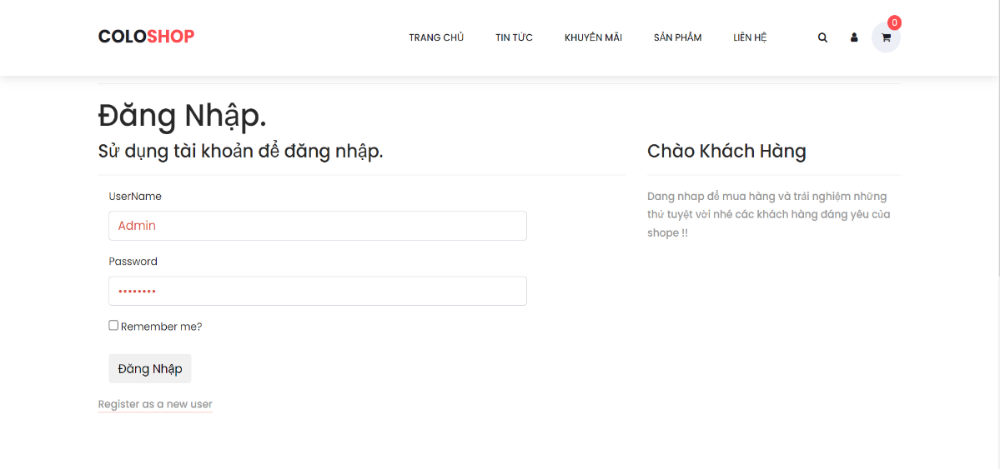 COLOSHOP
TRANG CHỦ TIN TỨC KHUYẾN MÃI SẢN PHẨM LIÊN HỆ
0
Đăng Nhập.
Sử dụng tài khoản để đăng nhập.
UserName
Admin
Password
••••••••
Remember me?
Đăng Nhập
Register as a new user
Chào Khách Hàng
Dang nhap để mua hàng và trải nghiệm những
thứ tuyệt vời nhé các khách hàng đáng yêu của
shope !!